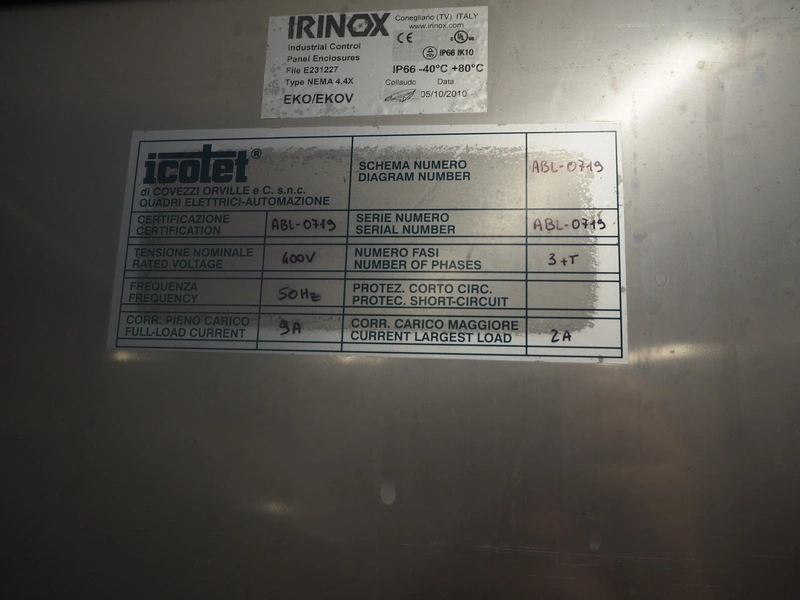 IRINOX
Conegliano (TV) ITALY
www.irinox.com
Industrial Control
Panel Enclosures
File E231227
Type NEMA 4,4X
EKO/EKOV
CE
UL
IP66 IK10
IP66 -40°C +80°C
Collaudo Data
05/10/2010
icotet®
di COVEZZI ORVILLE e C. s.n.c.
QUADRI ELETTRICI-AUTOMAZIONE
SCHEMA NUMERO
DIAGRAM NUMBER
ABL-0719
CERTIFICAZIONE
CERTIFICATION
ABL-0719
SERIE NUMERO
SERIAL NUMBER
ABL-0719
TENSIONE NOMINALE
RATED VOLTAGE
400V
NUMERO FASI
NUMBER OF PHASES
3+T
FREQUENZA
FREQUENCY
50Hz
PROTEZ. CORTO CIRC.
PROTEC. SHORT-CIRCUIT
CORR. PIENO CARICO
FULL-LOAD CURRENT
9A
CORR. CARICO MAGGIORE
CURRENT LARGEST LOAD
2A